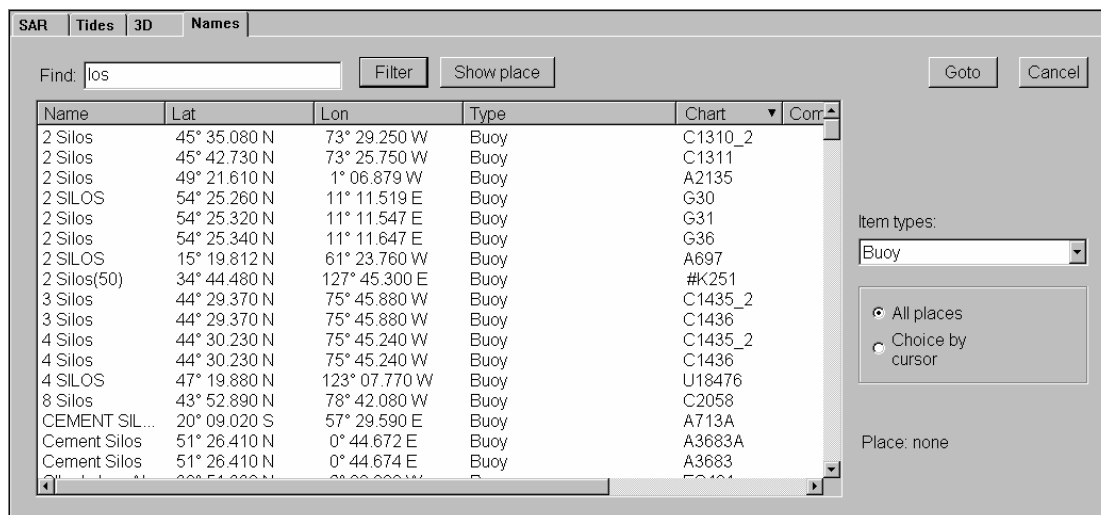 SAR Tides 3D Names
Find: los Filter Show place Goto Cancel
Name Lat Lon Type Chart Com
2 Silos 45° 35.080 N 73° 29.250 W Buoy C1310_2
2 Silos 45° 42.730 N 73° 25.750 W Buoy C1311
2 Silos 49° 21.610 N 1° 06.879 W Buoy A2135
2 SILOS 54° 25.260 N 11° 11.519 E Buoy G30
2 Silos 54° 25.320 N 11° 11.547 E Buoy G31
2 Silos 54° 25.340 N 11° 11.647 E Buoy G36
2 SILOS 15° 19.812 N 61° 23.760 W Buoy A697
2 Silos(50) 34° 44.480 N 127° 45.300 E Buoy #K251
3 Silos 44° 29.370 N 75° 45.880 W Buoy C1435_2
3 Silos 44° 29.370 N 75° 45.880 W Buoy C1436
4 Silos 44° 30.230 N 75° 45.240 W Buoy C1435_2
4 Silos 44° 30.230 N 75° 45.240 W Buoy C1436
4 SILOS 47° 19.880 N 123° 07.770 W Buoy U18476
8 Silos 43° 52.890 N 78° 42.080 W Buoy C2058
CEMENT SIL... 20° 09.020 S 57° 29.590 E Buoy A713A
Cement Silos 51° 26.410 N 0° 44.672 E Buoy A3683A
Cement Silos 51° 26.410 N 0° 44.674 E Buoy A3683
Item types:
Buoy
All places
Choice by
cursor
Place: none